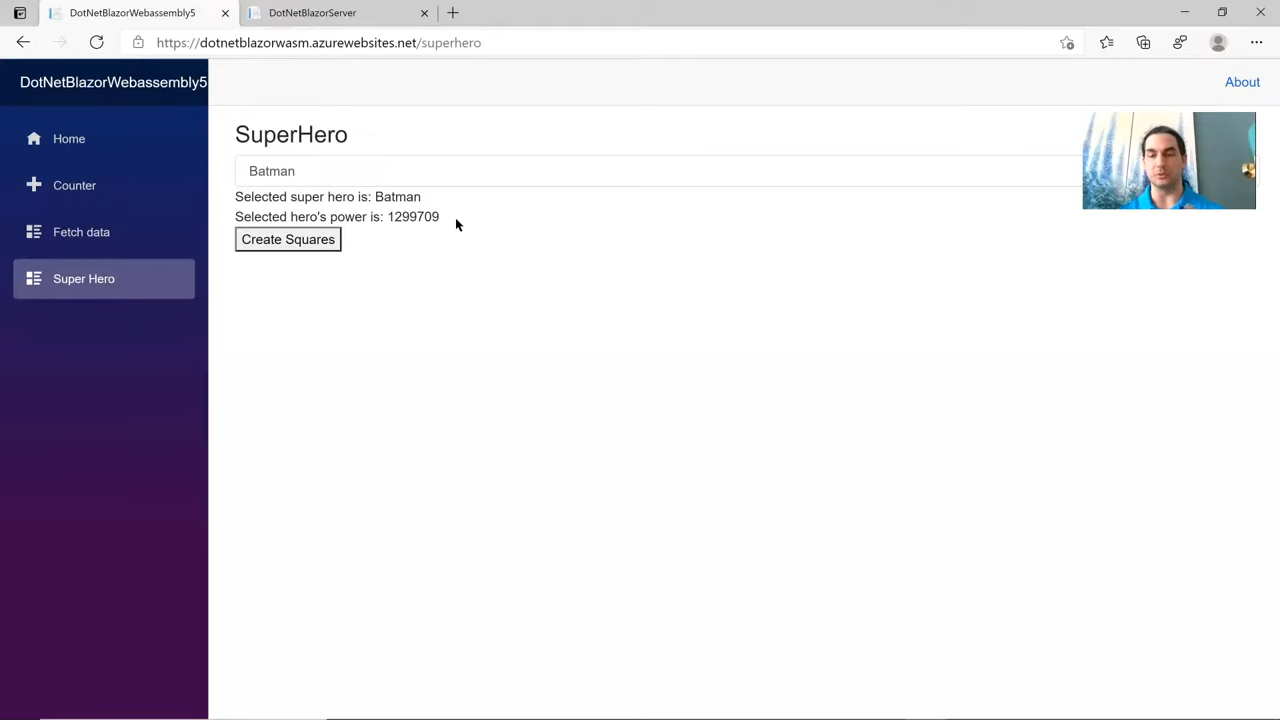 DotNetBlazorWebassembly5
DotNetBlazorServer
https://dotnetblazorwasm.azurewebsites.net/superhero
DotNetBlazorWebassembly5
About
Home
Counter
Fetch data
Super Hero
SuperHero
Batman
Selected super hero is: Batman
Selected hero's power is: 1299709
Create Squares